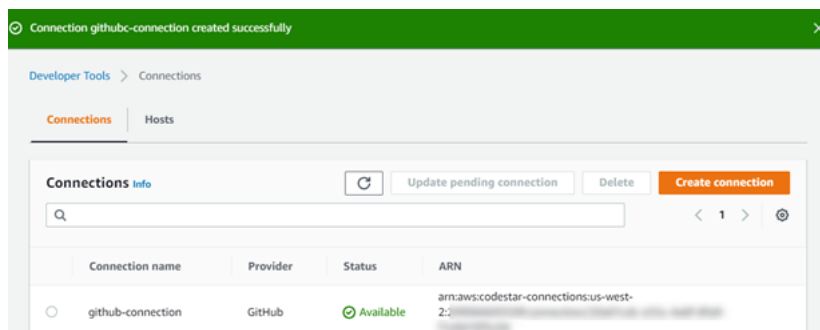 Connection githubc-connection created successfully
Developer Tools > Connections
Connections Hosts
Connections Info Update pending connection Delete Create connection
< 1 >
Connection name Provider Status ARN
github-connection GitHub Available arn:aws:codestar-connections:us-west-
2: